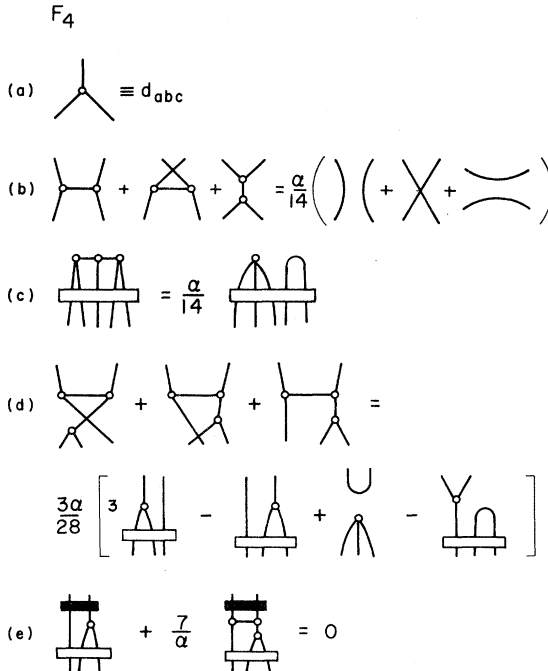 F₄
(a) ≡ d_abc
(b) + + = α/14 ( + + )
(c) = α/14
(d) + + =
3α/28 [ 3 − + − ]
(e) + 7/α = 0